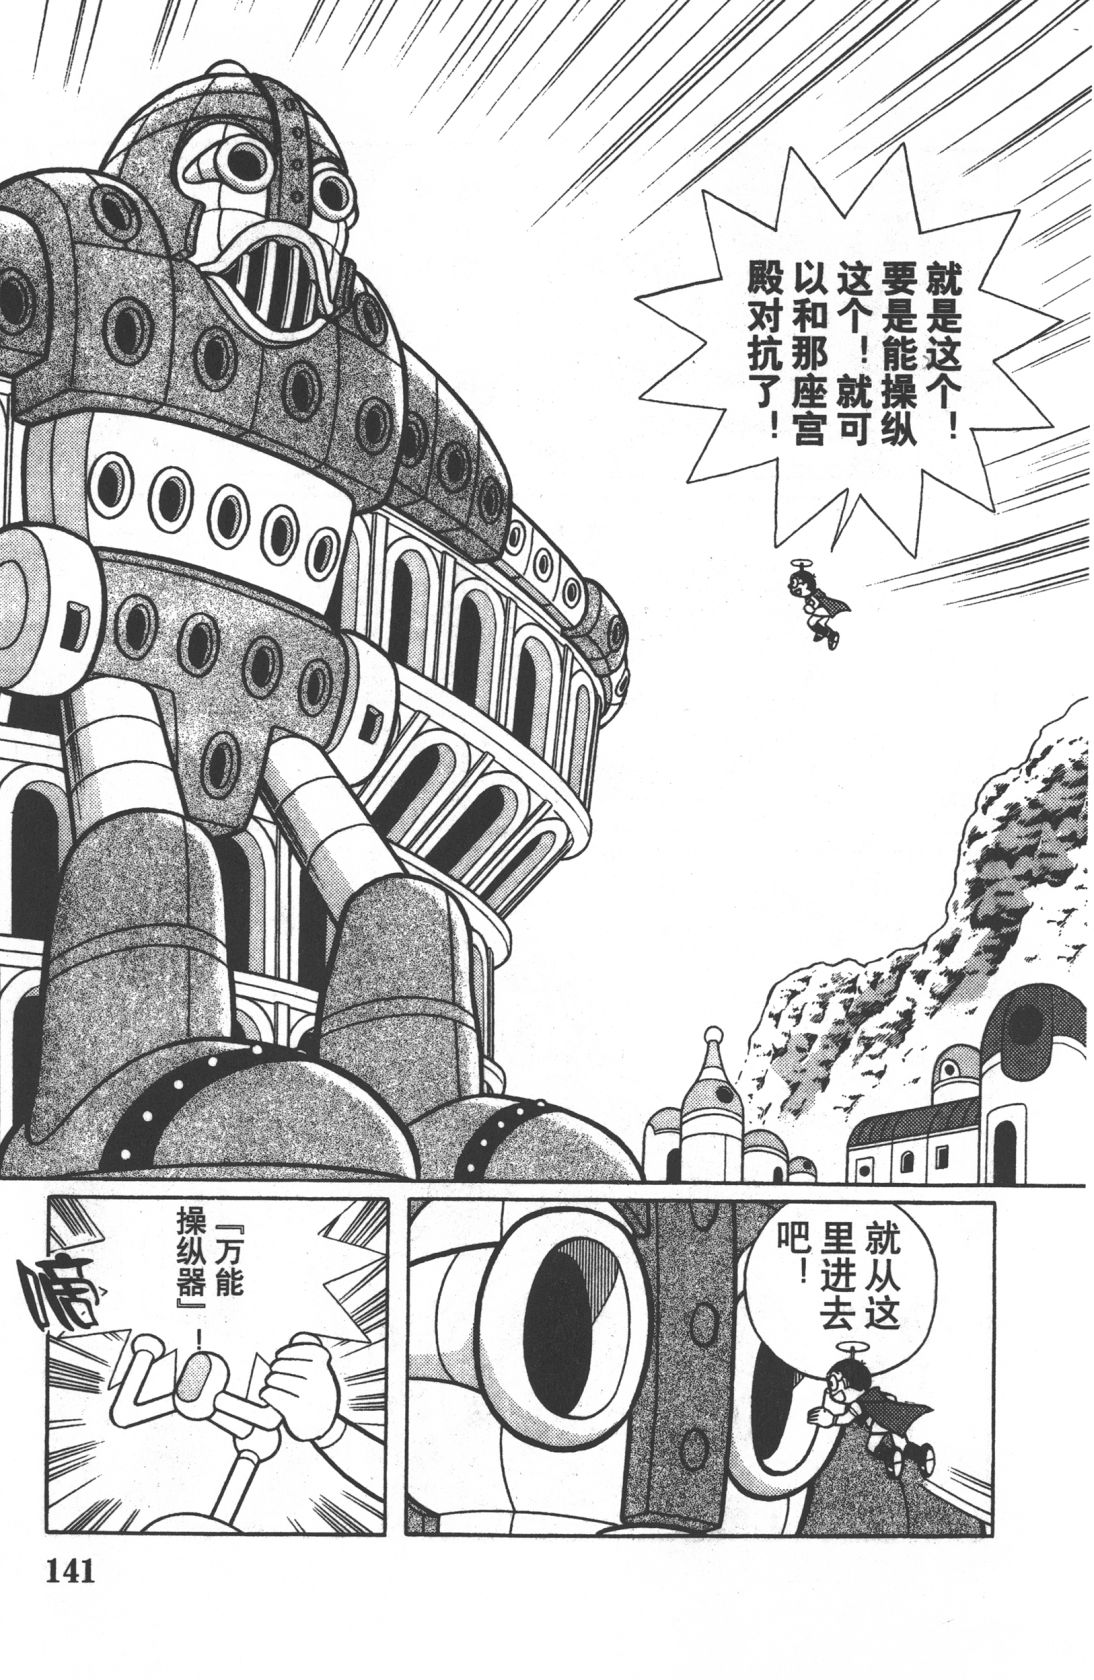 就是这个！
要是能操纵
这个！就可
以和那座宫
殿对抗了！
就从这
里进去
吧！
『万能
操纵器』！
嘀
141